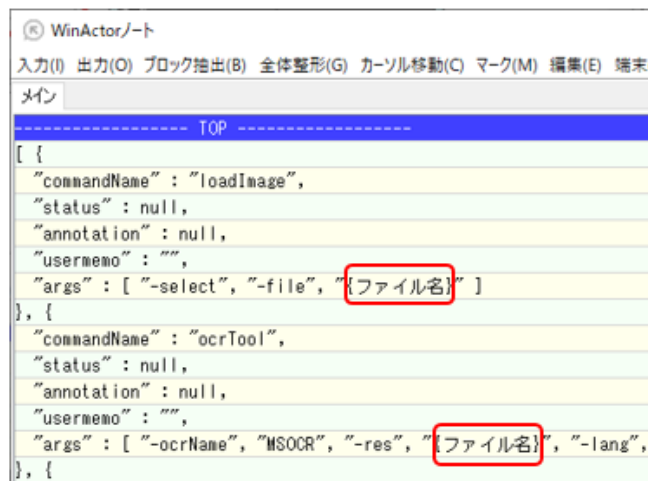 WinActorノート
入力(I) 出力(O) ブロック抽出(B) 全体整形(G) カーソル移動(C) マーク(M) 編集(E) 端末
メイン
------------------ TOP ------------------
[ {
"commandName" : "loadImage",
"status" : null,
"annotation" : null,
"usermemo" : "",
"args" : [ "-select", "-file", "{ファイル名}" ]
}, {
"commandName" : "ocrTool",
"status" : null,
"annotation" : null,
"usermemo" : "",
"args" : [ "-ocrName", "MSOCR", "-res", "{ファイル名}", "-lang",
}, {